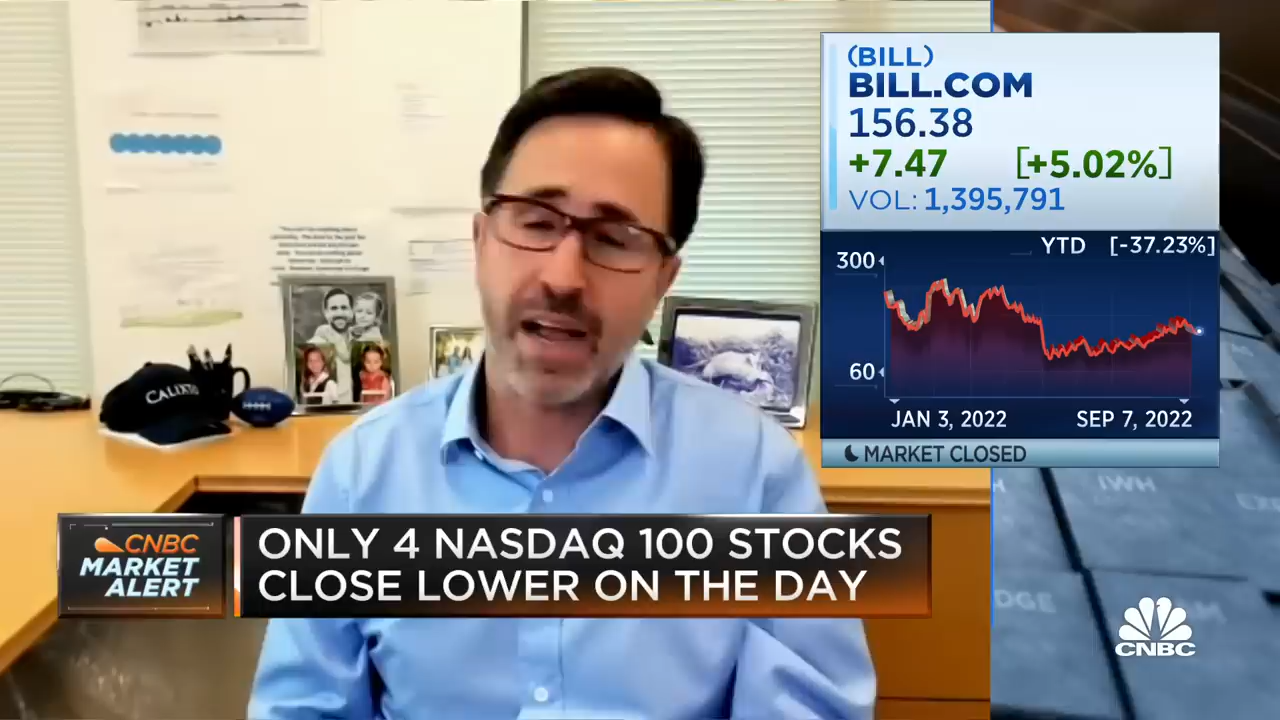 (BILL)
BILL.COM
156.38
+7.47 [+5.02%]
VOL: 1,395,791
YTD [-37.23%]
300
60
JAN 3, 2022 SEP 7, 2022
MARKET CLOSED
CNBC
MARKET
ALERT
ONLY 4 NASDAQ 100 STOCKS
CLOSE LOWER ON THE DAY
IWH
CNBC